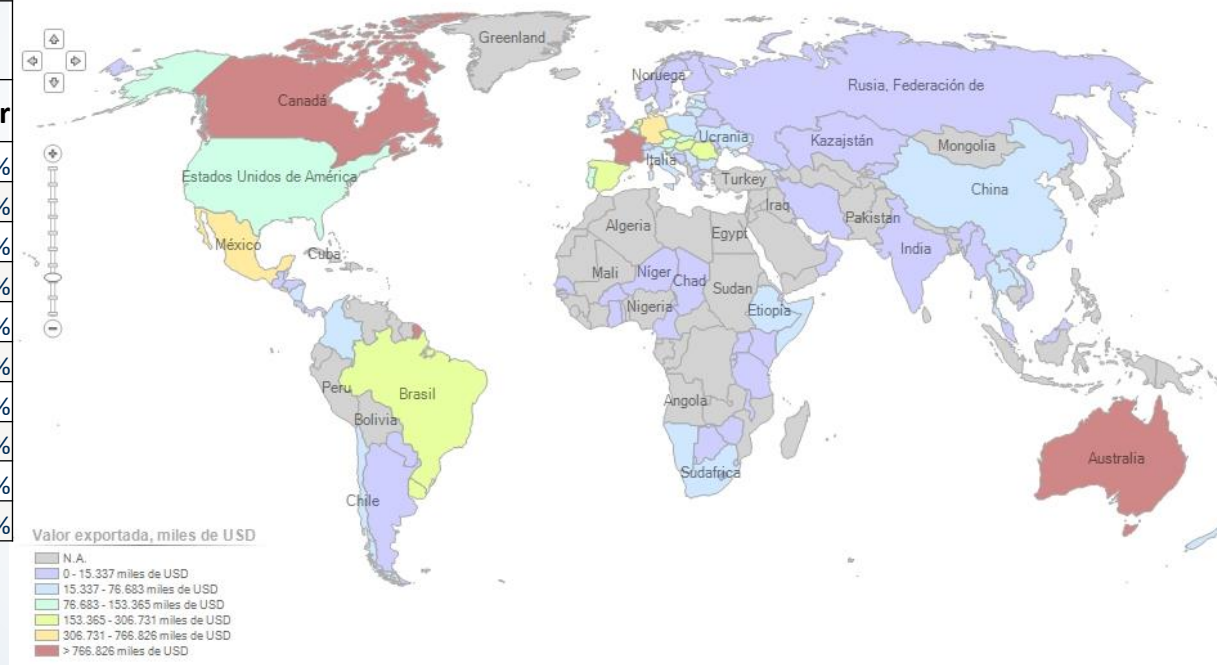 r
%
%
%
%
%
%
%
%
%
%
Greenland
Noruega
Rusia, Federación de
Canadá
Ucrania
Kazajstán
Mongolia
Italia
Estados Unidos de América
Turkey
China
Iraq
Pakistan
Algeria
Egypt
México
Cuba
India
Mali
Níger
Chad
Sudan
Nigeria
Etiopía
Peru
Brasil
Angola
Bolivia
Australia
Sudáfrica
Chile
Valor exportada, miles de USD
N.A.
0 - 15.337 miles de USD
15.337 - 76.683 miles de USD
76.683 - 153.365 miles de USD
153.365 - 306.731 miles de USD
306.731 - 766.826 miles de USD
> 766.826 miles de USD